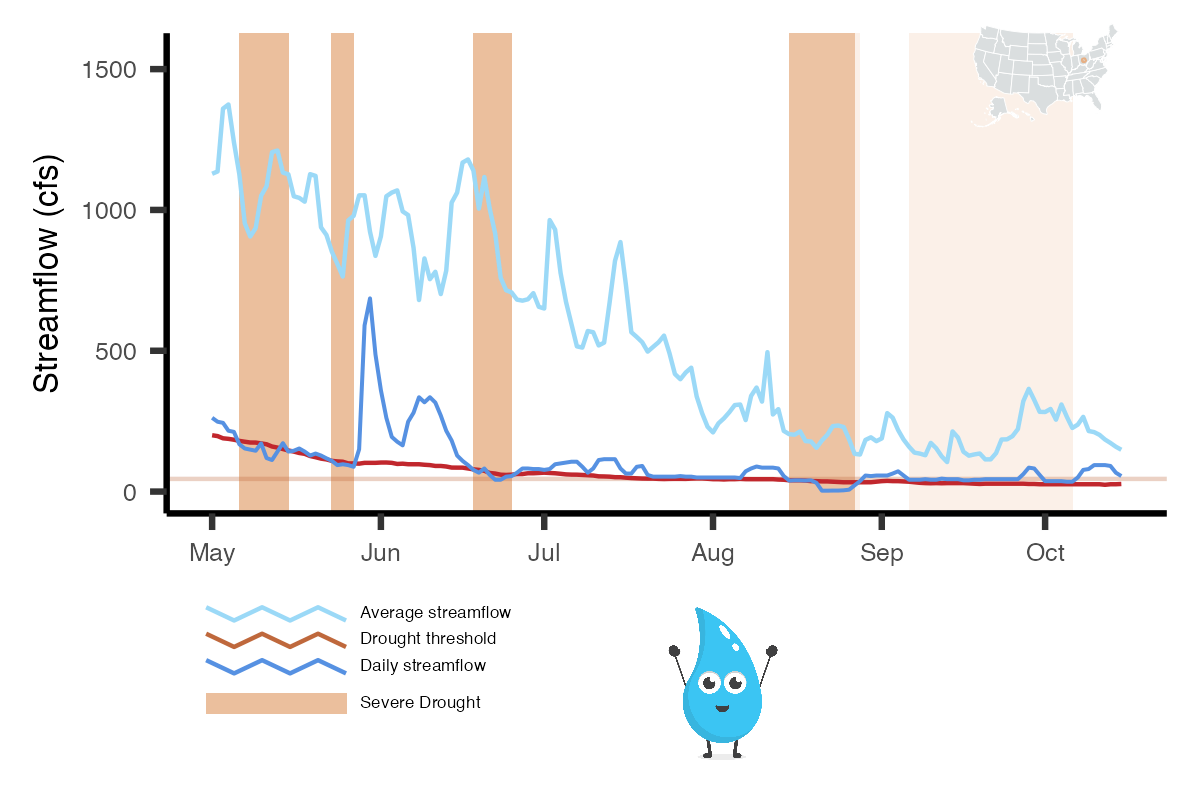 Streamflow (cfs)
1500
1000
500
0
May Jun Jul Aug Sep Oct
Average streamflow
Drought threshold
Daily streamflow
Severe Drought